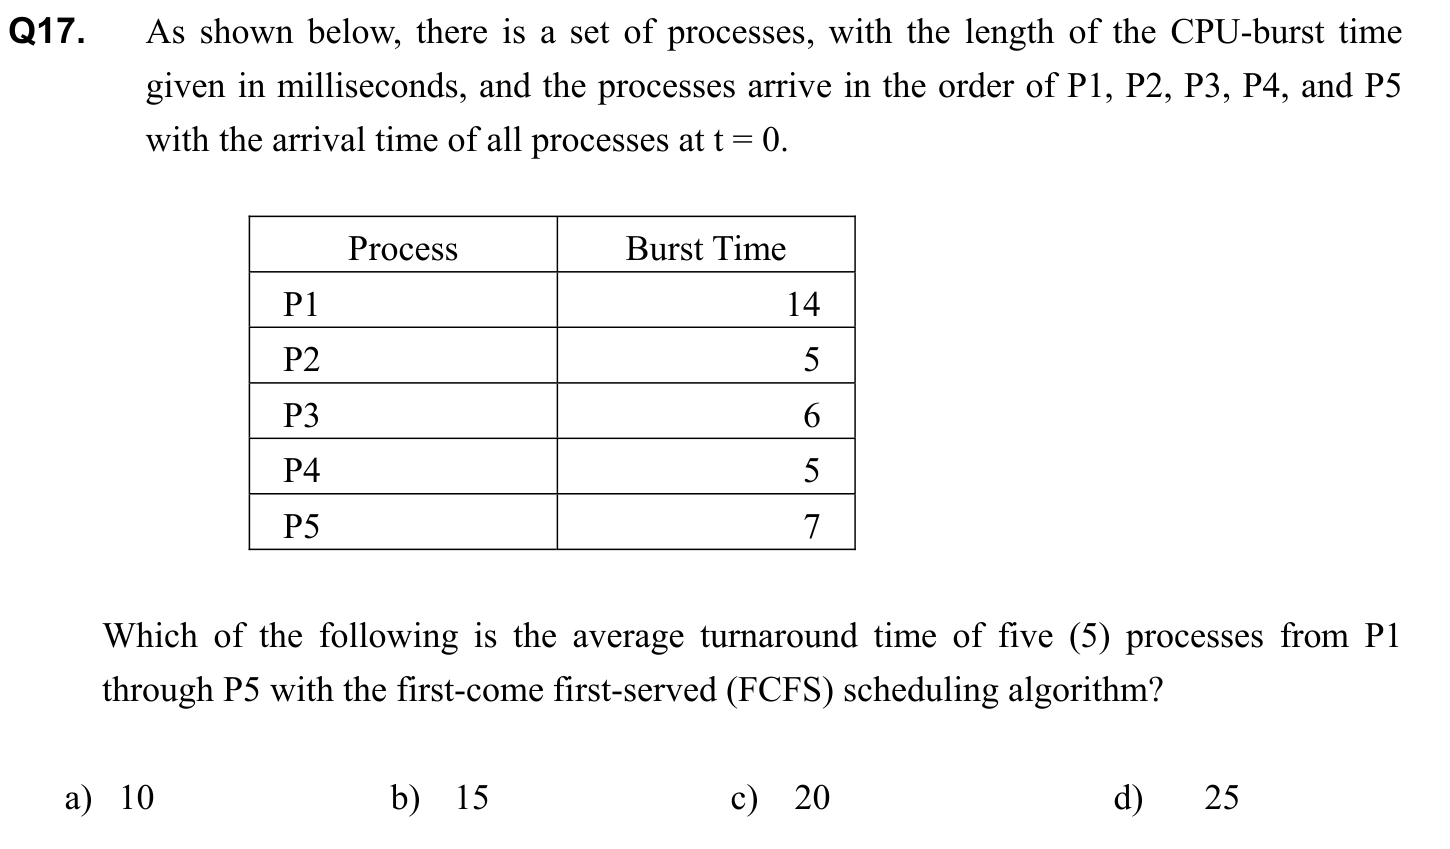 Q17. As shown below, there is a set of processes, with the length of the CPU-burst time
given in milliseconds, and the processes arrive in the order of P1, P2, P3, P4, and P5
with the arrival time of all processes at t = 0.
Process Burst Time
P1 14
P2 5
P3 6
P4 5
P5 7
Which of the following is the average turnaround time of five (5) processes from P1
through P5 with the first-come first-served (FCFS) scheduling algorithm?
a) 10 b) 15 c) 20 d) 25